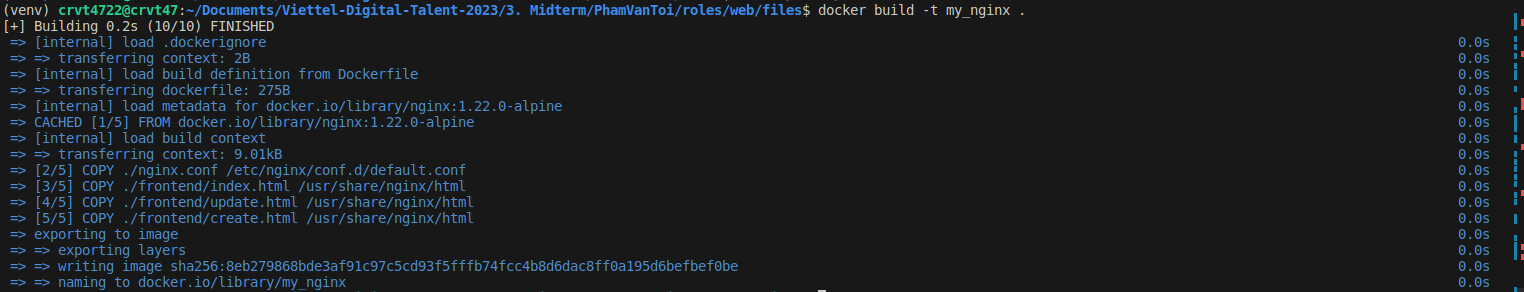 (venv) crvt4722@crvt47:~/Documents/Viettel-Digital-Talent-2023/3. Midterm/PhamVanToi/roles/web/files$ docker build -t my_nginx .
[+] Building 0.2s (10/10) FINISHED
=> [internal] load .dockerignore 0.0s
=> => transferring context: 2B 0.0s
=> [internal] load build definition from Dockerfile 0.0s
=> => transferring dockerfile: 275B 0.0s
=> [internal] load metadata for docker.io/library/nginx:1.22.0-alpine 0.0s
=> CACHED [1/5] FROM docker.io/library/nginx:1.22.0-alpine 0.0s
=> [internal] load build context 0.0s
=> => transferring context: 9.01kB 0.0s
=> [2/5] COPY ./nginx.conf /etc/nginx/conf.d/default.conf 0.0s
=> [3/5] COPY ./frontend/index.html /usr/share/nginx/html 0.0s
=> [4/5] COPY ./frontend/update.html /usr/share/nginx/html 0.0s
=> [5/5] COPY ./frontend/create.html /usr/share/nginx/html 0.0s
=> exporting to image 0.0s
=> => exporting layers 0.0s
=> => writing image sha256:8eb279868bde3af91c97c5cd93f5fffb74fcc4b8d6dac8ff0a195d6befbef0be 0.0s
=> => naming to docker.io/library/my_nginx 0.0s